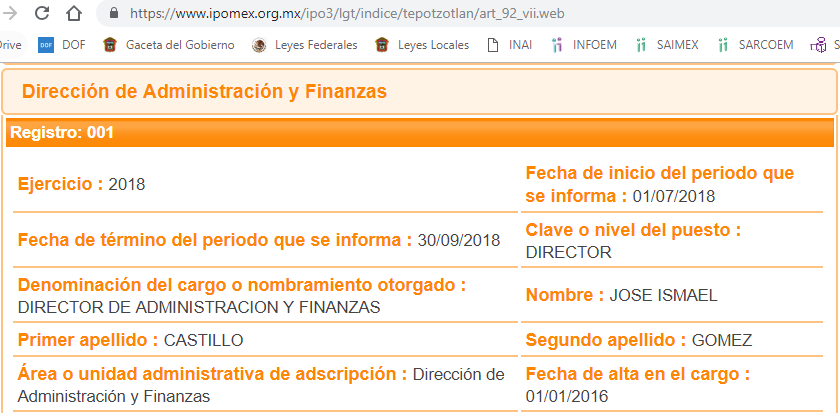 https://www.ipomex.org.mx/ipo3/lgt/indice/tepotzotlan/art_92_vii.web
Drive DOF DOF Gaceta del Gobierno Leyes Federales Leyes Locales INAI INFOEM SAIMEX SARCOEM S
Dirección de Administración y Finanzas
Registro: 001
Ejercicio : 2018
Fecha de inicio del periodo que
se informa : 01/07/2018
Fecha de término del periodo que se informa : 30/09/2018
Clave o nivel del puesto :
DIRECTOR
Denominación del cargo o nombramiento otorgado :
DIRECTOR DE ADMINISTRACION Y FINANZAS
Nombre : JOSE ISMAEL
Primer apellido : CASTILLO
Segundo apellido : GOMEZ
Área o unidad administrativa de adscripción : Dirección de
Administración y Finanzas
Fecha de alta en el cargo :
01/01/2016